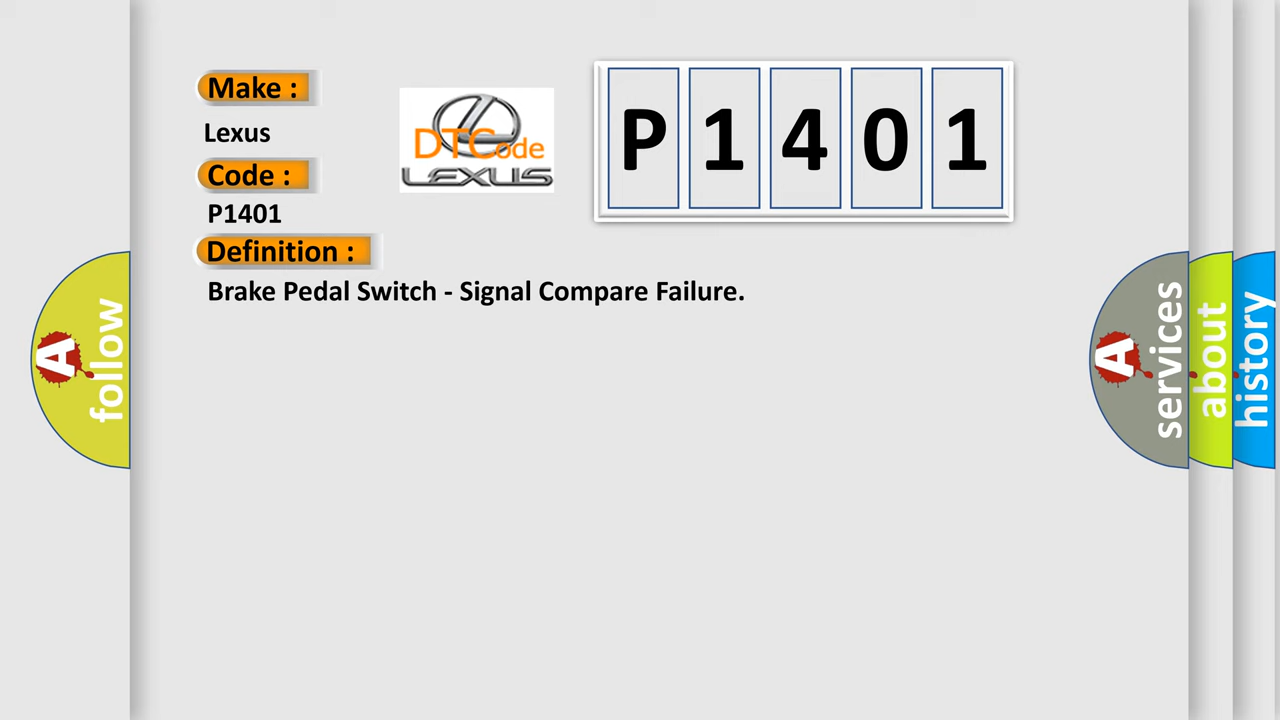 Make :
Lexus
Code :
P1401
Definition :
Brake Pedal Switch - Signal Compare Failure.
DTCode
LEXUS
P 1 4 0 1
A follow
A services
about
history